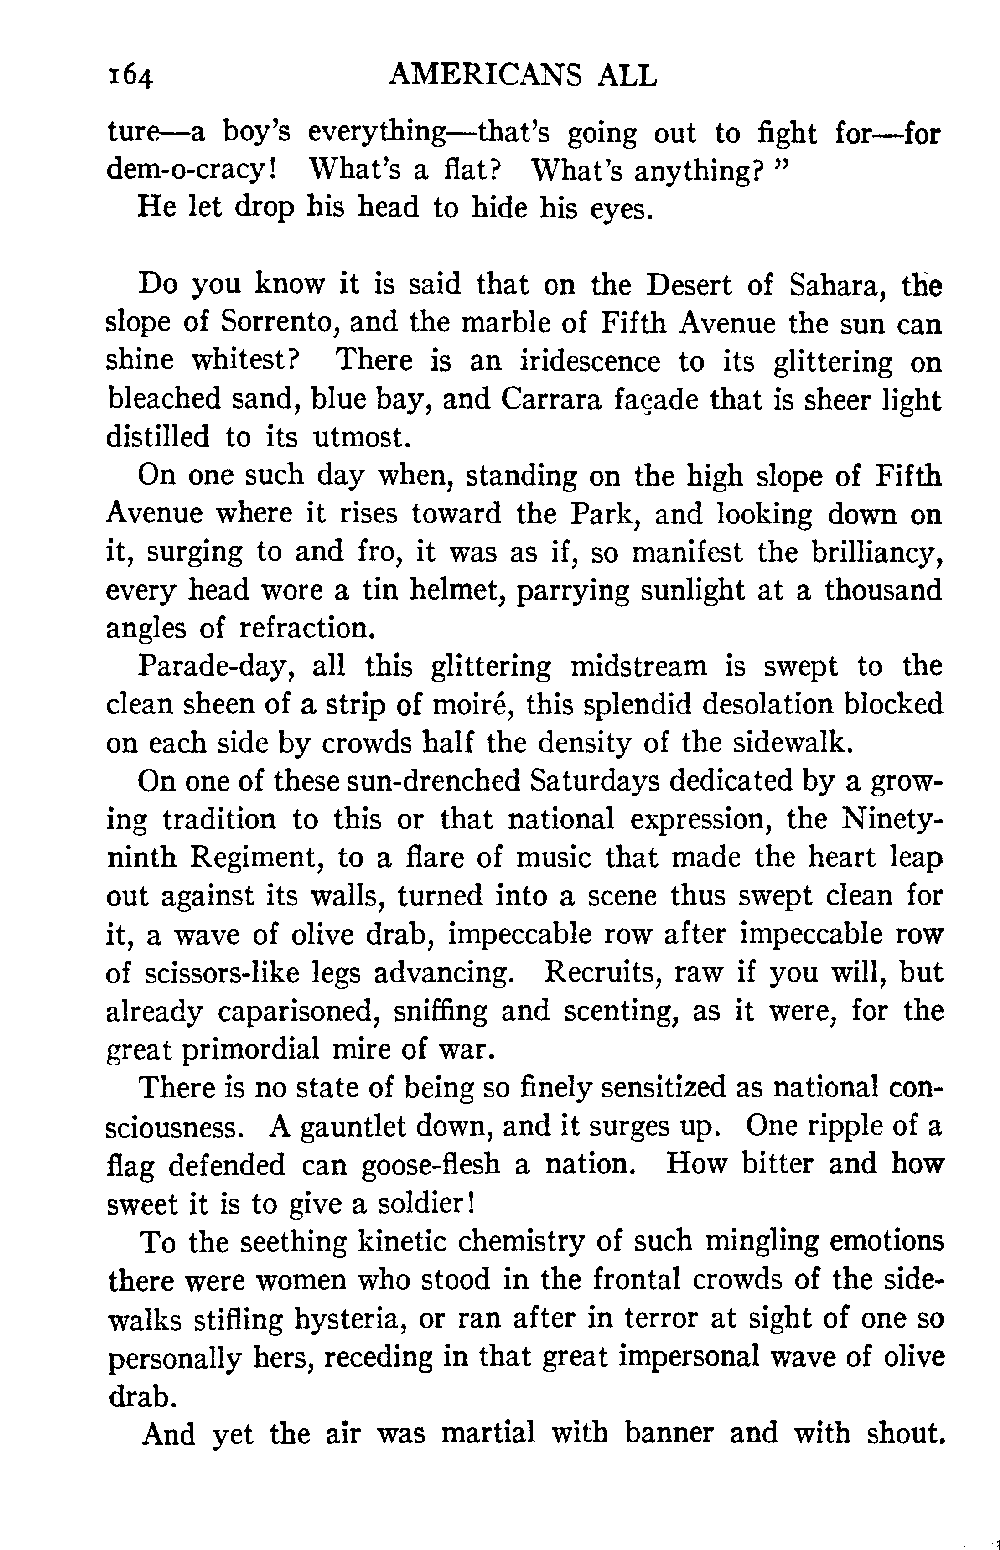 164 AMERICANS ALL
ture—a boy's everything—that's going out to fight for—for
dem-o-cracy! What's a flat? What's anything?"
He let drop his head to hide his eyes.
Do you know it is said that on the Desert of Sahara, the
slope of Sorrento, and the marble of Fifth Avenue the sun can
shine whitest? There is an iridescence to its glittering on
bleached sand, blue bay, and Carrara façade that is sheer light
distilled to its utmost.
On one such day when, standing on the high slope of Fifth
Avenue where it rises toward the Park, and looking down on
it, surging to and fro, it was as if, so manifest the brilliancy,
every head wore a tin helmet, parrying sunlight at a thousand
angles of refraction.
Parade-day, all this glittering midstream is swept to the
clean sheen of a strip of moiré, this splendid desolation blocked
on each side by crowds half the density of the sidewalk.
On one of these sun-drenched Saturdays dedicated by a grow-
ing tradition to this or that national expression, the Ninety-
ninth Regiment, to a flare of music that made the heart leap
out against its walls, turned into a scene thus swept clean for
it, a wave of olive drab, impeccable row after impeccable row
of scissors-like legs advancing. Recruits, raw if you will, but
already caparisoned, sniffing and scenting, as it were, for the
great primordial mire of war.
There is no state of being so finely sensitized as national con-
sciousness. A gauntlet down, and it surges up. One ripple of a
flag defended can goose-flesh a nation. How bitter and how
sweet it is to give a soldier!
To the seething kinetic chemistry of such mingling emotions
there were women who stood in the frontal crowds of the side-
walks stifling hysteria, or ran after in terror at sight of one so
personally hers, receding in that great impersonal wave of olive
drab.
And yet the air was martial with banner and with shout.